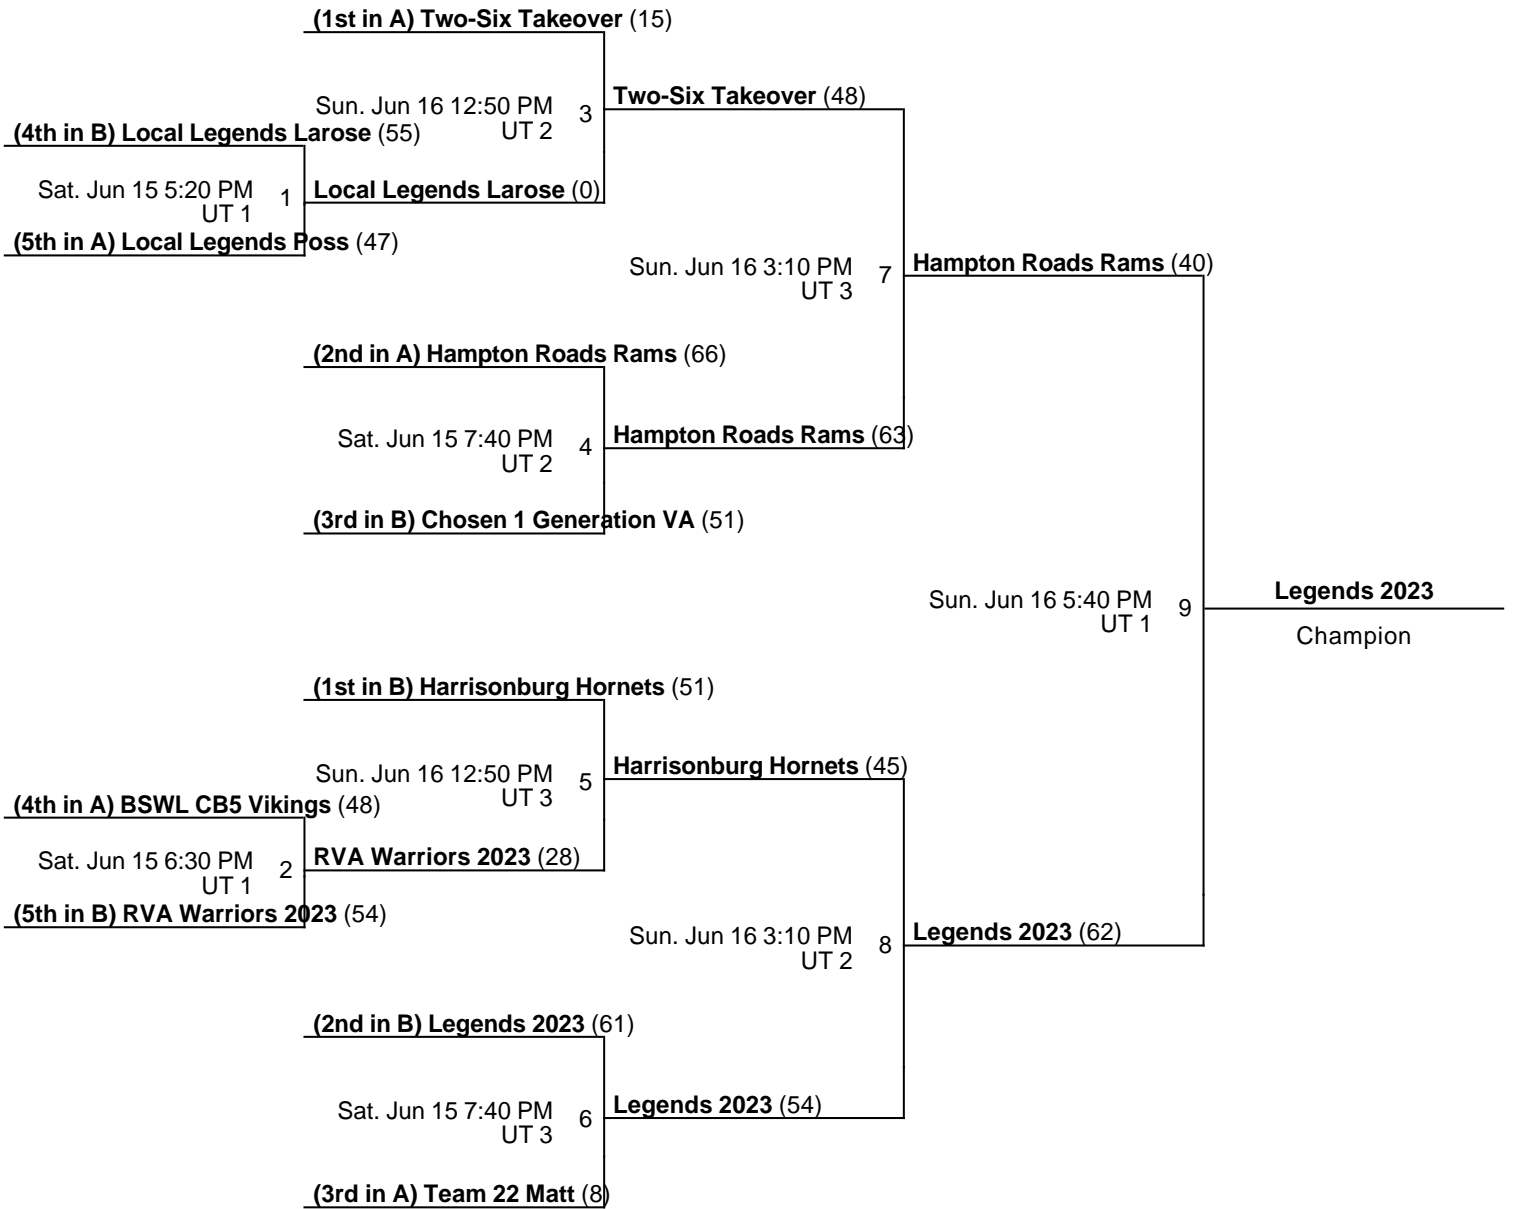 (1st in A) Two-Six Takeover (15)
Sun. Jun 16 12:50 PM 3
UT 2
Two-Six Takeover (48)
(4th in B) Local Legends Larose (55)
Sat. Jun 15 5:20 PM 1
UT 1
Local Legends Larose (0)
(5th in A) Local Legends Poss (47)
Sun. Jun 16 3:10 PM 7
UT 3
Hampton Roads Rams (40)
(2nd in A) Hampton Roads Rams (66)
Sat. Jun 15 7:40 PM 4
UT 2
Hampton Roads Rams (63)
(3rd in B) Chosen 1 Generation VA (51)
Sun. Jun 16 5:40 PM 9
UT 1
Legends 2023
Champion
(1st in B) Harrisonburg Hornets (51)
Sun. Jun 16 12:50 PM 5
UT 3
Harrisonburg Hornets (45)
(4th in A) BSWL CB5 Vikings (48)
Sat. Jun 15 6:30 PM 2
UT 1
RVA Warriors 2023 (28)
(5th in B) RVA Warriors 2023 (54)
Sun. Jun 16 3:10 PM 8
UT 2
Legends 2023 (62)
(2nd in B) Legends 2023 (61)
Sat. Jun 15 7:40 PM 6
UT 3
Legends 2023 (54)
(3rd in A) Team 22 Matt (8)